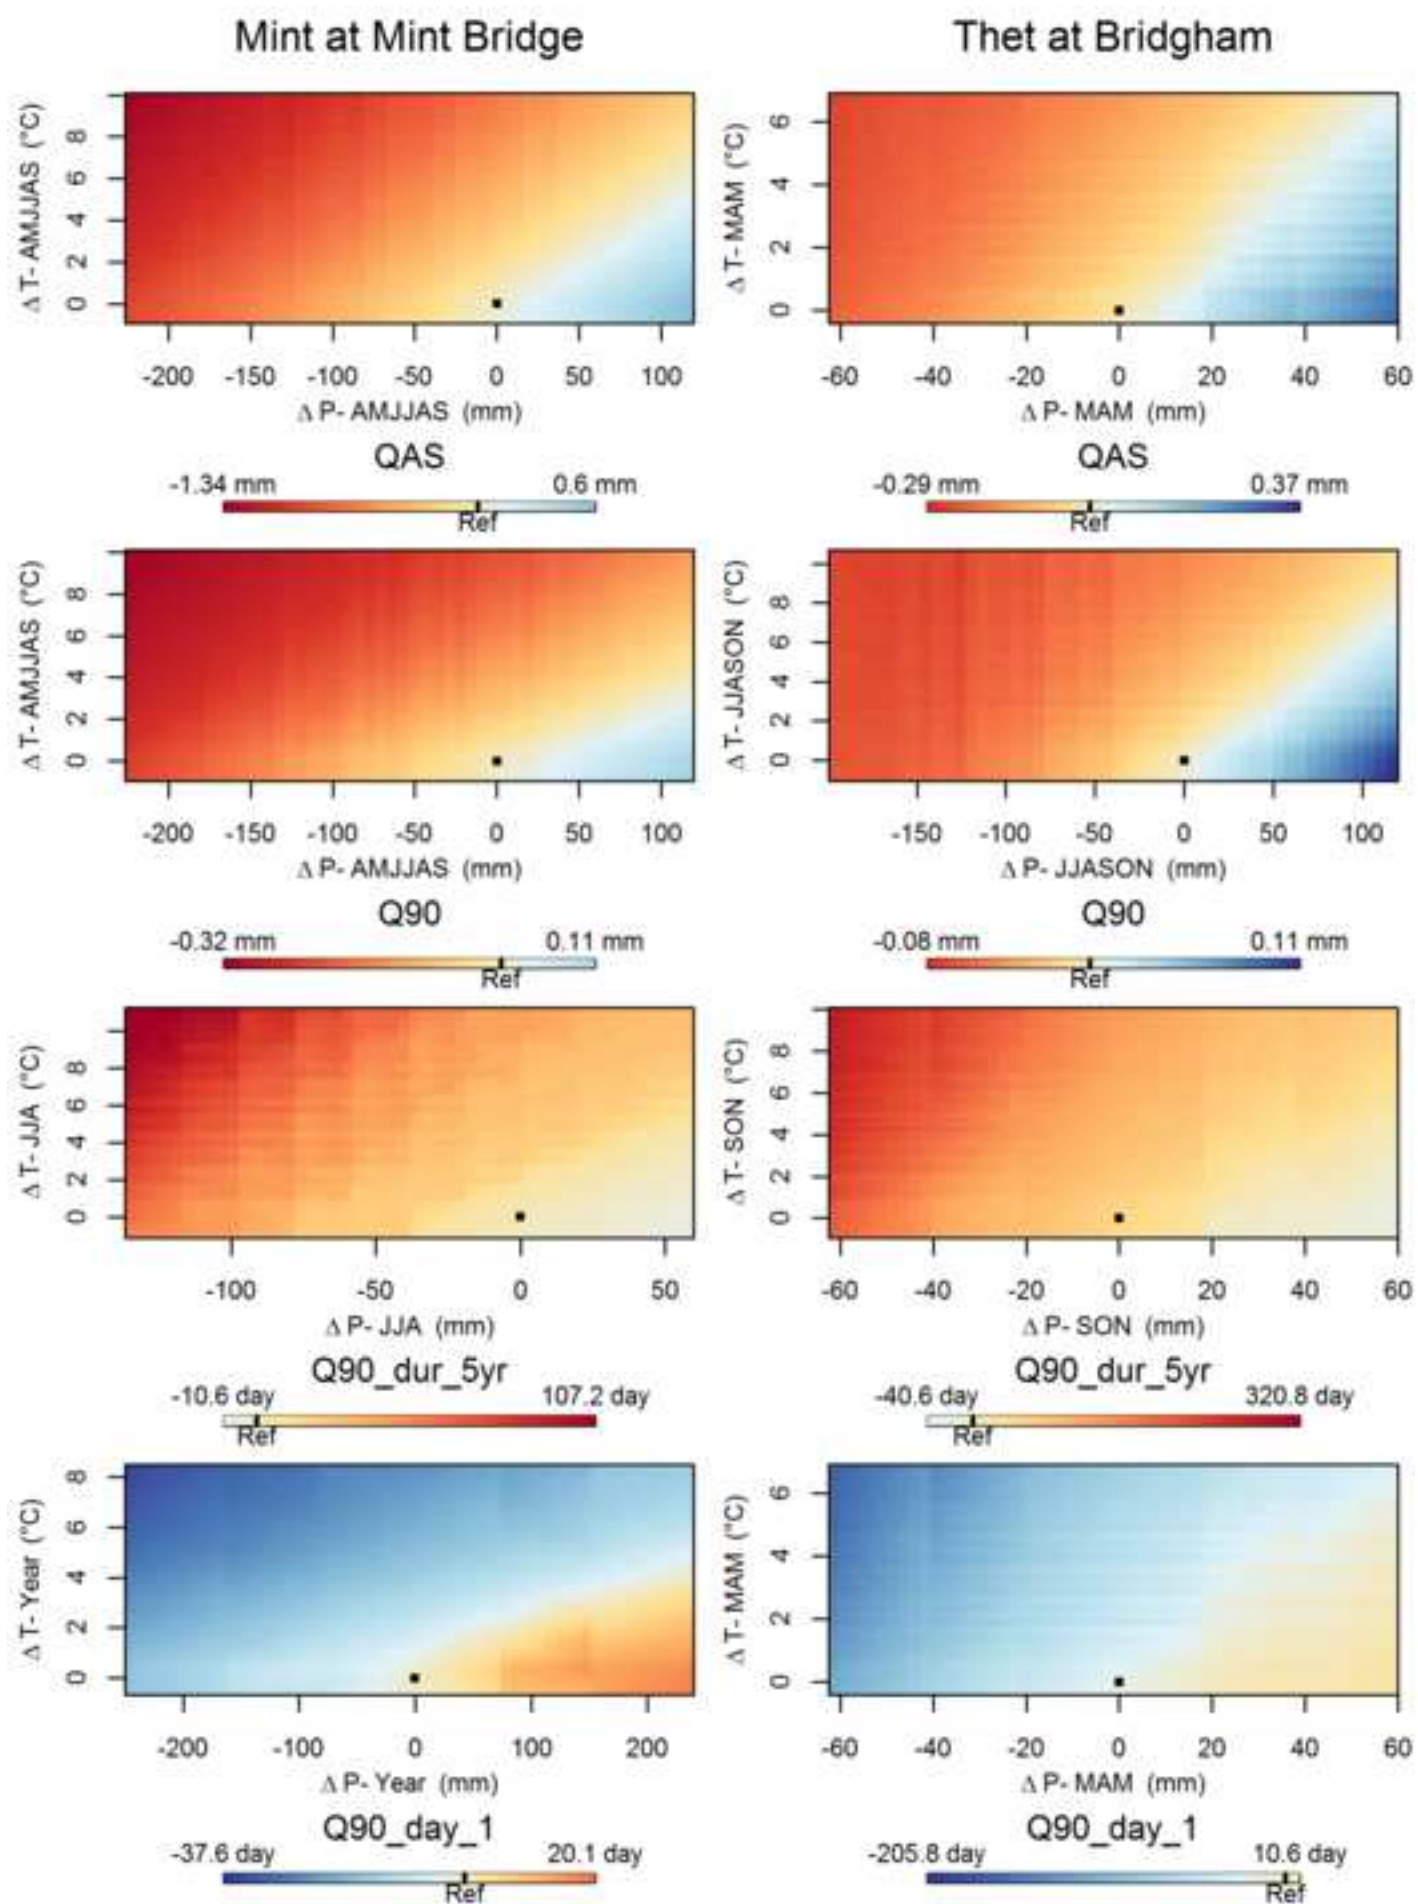 Mint at Mint Bridge
Thet at Bridgham
Δ T- AMJJAS (°C)
0 2 4 6 8
-200 -150 -100 -50 0 50 100
Δ P- AMJJAS (mm)
QAS
-1.34 mm 0.6 mm
Ref
Δ T- MAM (°C)
0 2 4 6
-60 -40 -20 0 20 40 60
Δ P- MAM (mm)
QAS
-0.29 mm 0.37 mm
Ref
Δ T- AMJJAS (°C)
0 2 4 6 8
-200 -150 -100 -50 0 50 100
Δ P- AMJJAS (mm)
Q90
-0.32 mm 0.11 mm
Ref
Δ T- JJASON (°C)
0 2 4 6 8
-150 -100 -50 0 50 100
Δ P- JJASON (mm)
Q90
-0.08 mm 0.11 mm
Ref
Δ T- JJA (°C)
0 2 4 6 8
-100 -50 0 50
Δ P- JJA (mm)
Q90_dur_5yr
-10.6 day 107.2 day
Ref
Δ T- SON (°C)
0 2 4 6 8
-60 -40 -20 0 20 40 60
Δ P- SON (mm)
Q90_dur_5yr
-40.6 day 320.8 day
Ref
Δ T- Year (°C)
0 2 4 6 8
-200 -100 0 100 200
Δ P- Year (mm)
Q90_day_1
-37.6 day 20.1 day
Ref
Δ T- MAM (°C)
0 2 4 6
-60 -40 -20 0 20 40 60
Δ P- MAM (mm)
Q90_day_1
-205.8 day 10.6 day
Ref